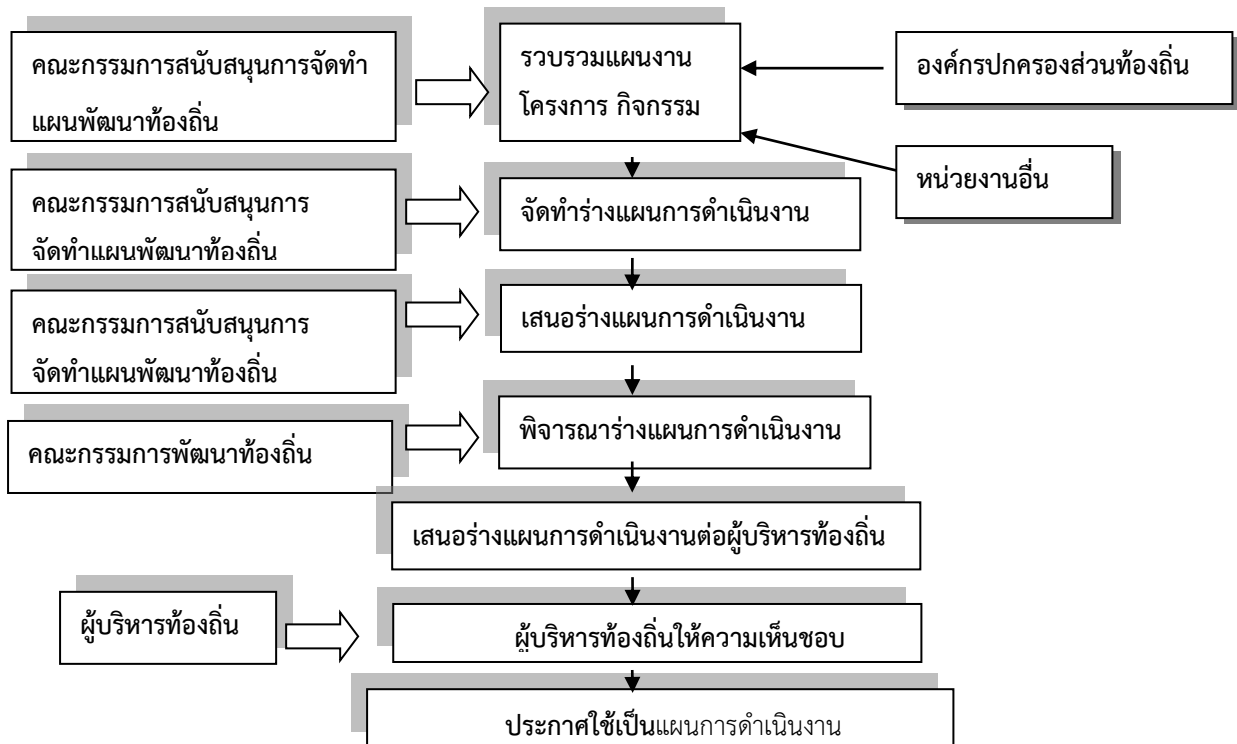 คณะกรรมการสนับสนุนการจัดทำ
แผนพัฒนาท้องถิ่น
รวบรวมแผนงาน
โครงการ กิจกรรม
องค์กรปกครองส่วนท้องถิ่น
หน่วยงานอื่น
คณะกรรมการสนับสนุนการ
จัดทำแผนพัฒนาท้องถิ่น
จัดทำร่างแผนการดำเนินงาน
คณะกรรมการสนับสนุนการ
จัดทำแผนพัฒนาท้องถิ่น
เสนอร่างแผนการดำเนินงาน
คณะกรรมการพัฒนาท้องถิ่น
พิจารณาร่างแผนการดำเนินงาน
เสนอร่างแผนการดำเนินงานต่อผู้บริหารท้องถิ่น
ผู้บริหารท้องถิ่น
ผู้บริหารท้องถิ่นให้ความเห็นชอบ
ประกาศใช้เป็นแผนการดำเนินงาน